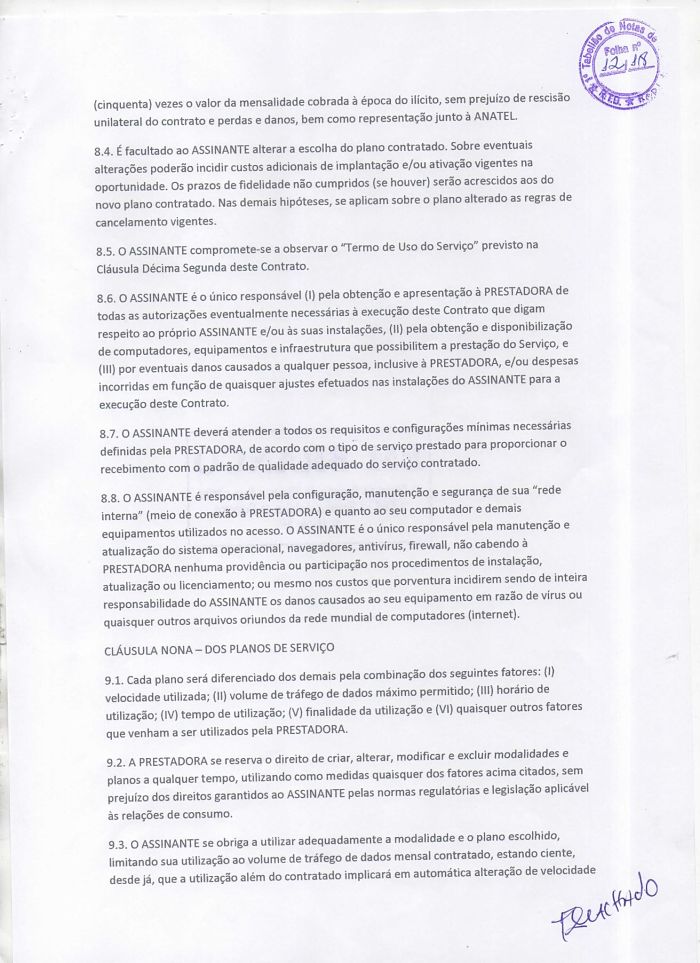 1º Tabelião de Notas de
Folha nº
12/18
R.T.D.
(cinquenta) vezes o valor da mensalidade cobrada à época do ilícito, sem prejuízo de rescisão
unilateral do contrato e perdas e danos, bem como representação junto à ANATEL.
8.4. É facultado ao ASSINANTE alterar a escolha do plano contratado. Sobre eventuais
alterações poderão incidir custos adicionais de implantação e/ou ativação vigentes na
oportunidade. Os prazos de fidelidade não cumpridos (se houver) serão acrescidos aos do
novo plano contratado. Nas demais hipóteses, se aplicam sobre o plano alterado as regras de
cancelamento vigentes.
8.5. O ASSINANTE compromete-se a observar o “Termo de Uso do Serviço” previsto na
Cláusula Décima Segunda deste Contrato.
8.6. O ASSINANTE é o único responsável (I) pela obtenção e apresentação à PRESTADORA de
todas as autorizações eventualmente necessárias à execução deste Contrato que digam
respeito ao próprio ASSINANTE e/ou às suas instalações, (II) pela obtenção e disponibilização
de computadores, equipamentos e infraestrutura que possibilitem a prestação do Serviço, e
(III) por eventuais danos causados a qualquer pessoa, inclusive à PRESTADORA, e/ou despesas
incorridas em função de quaisquer ajustes efetuados nas instalações do ASSINANTE para a
execução deste Contrato.
8.7. O ASSINANTE deverá atender a todos os requisitos e configurações mínimas necessárias
definidas pela PRESTADORA, de acordo com o tipo de serviço prestado para proporcionar o
recebimento com o padrão de qualidade adequado do serviço contratado.
8.8. O ASSINANTE é responsável pela configuração, manutenção e segurança de sua “rede
interna” (meio de conexão à PRESTADORA) e quanto ao seu computador e demais
equipamentos utilizados no acesso. O ASSINANTE é o único responsável pela manutenção e
atualização do sistema operacional, navegadores, antivírus, firewall, não cabendo à
PRESTADORA nenhuma providência ou participação nos procedimentos de instalação,
atualização ou licenciamento; ou mesmo nos custos que porventura incidirem sendo de inteira
responsabilidade do ASSINANTE os danos causados ao seu equipamento em razão de vírus ou
quaisquer outros arquivos oriundos da rede mundial de computadores (internet).
CLÁUSULA NONA – DOS PLANOS DE SERVIÇO
9.1. Cada plano será diferenciado dos demais pela combinação dos seguintes fatores: (I)
velocidade utilizada; (II) volume de tráfego de dados máximo permitido; (III) horário de
utilização; (IV) tempo de utilização; (V) finalidade da utilização e (VI) quaisquer outros fatores
que venham a ser utilizados pela PRESTADORA.
9.2. A PRESTADORA se reserva o direito de criar, alterar, modificar e excluir modalidades e
planos a qualquer tempo, utilizando como medidas quaisquer dos fatores acima citados, sem
prejuízo dos direitos garantidos ao ASSINANTE pelas normas regulatórias e legislação aplicável
às relações de consumo.
9.3. O ASSINANTE se obriga a utilizar adequadamente a modalidade e o plano escolhido,
limitando sua utilização ao volume de tráfego de dados mensal contratado, estando ciente,
desde já, que a utilização além do contratado implicará em automática alteração de velocidade